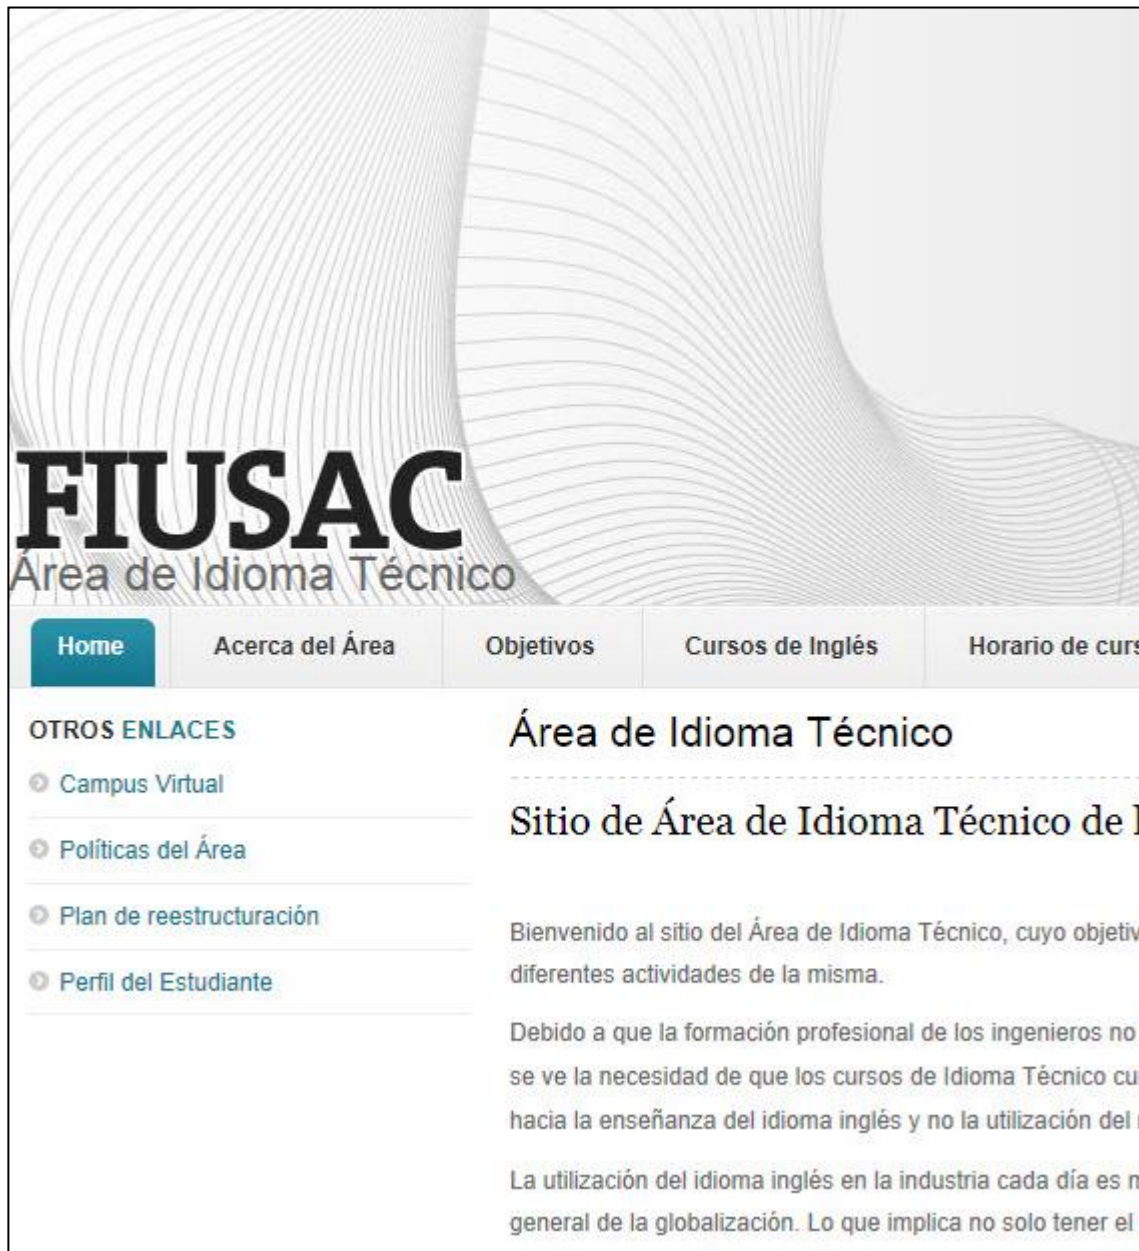 FIUSAC
Área de Idioma Técnico
Home Acerca del Área Objetivos Cursos de Inglés Horario de
OTROS ENLACES
Campus Virtual
Políticas del Área
Plan de reestructuración
Perfil del Estudiante
Área de Idioma Técnico
Sitio de Área de Idioma Técnico de
Bienvenido al sitio del Área de Idioma Técnico, cuyo
diferentes actividades de la misma.
Debido a que la formación profesional de los ingenieros no
se ve la necesidad de que los cursos de Idioma Técnico
hacia la enseñanza del idioma inglés y no la utilización del
La utilización del idioma inglés en la industria cada día es
general de la globalización. Lo que implica no solo tener el